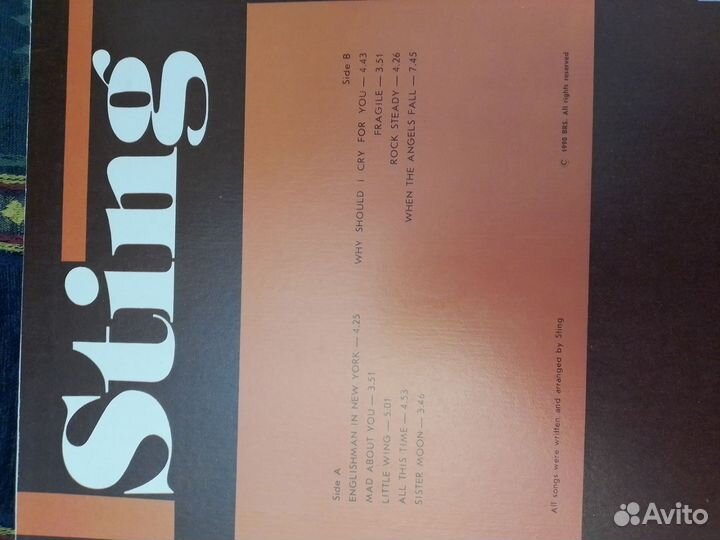 Sting
Side A
ENGLISHMAN IN NEW YORK — 4.25
MAD ABOUT YOU — 3.51
LITTLE WING — 5.01
ALL THIS TIME — 4.53
SISTER MOON — 3.46
Side B
WHY SHOULD I CRY FOR YOU — 4.43
FRAGILE — 3.51
ROCK STEADY — 4.26
WHEN THE ANGELS FALL — 7.45
All songs were written and arranged by Sting
© 1990 BRS. All rights reserved
Avito